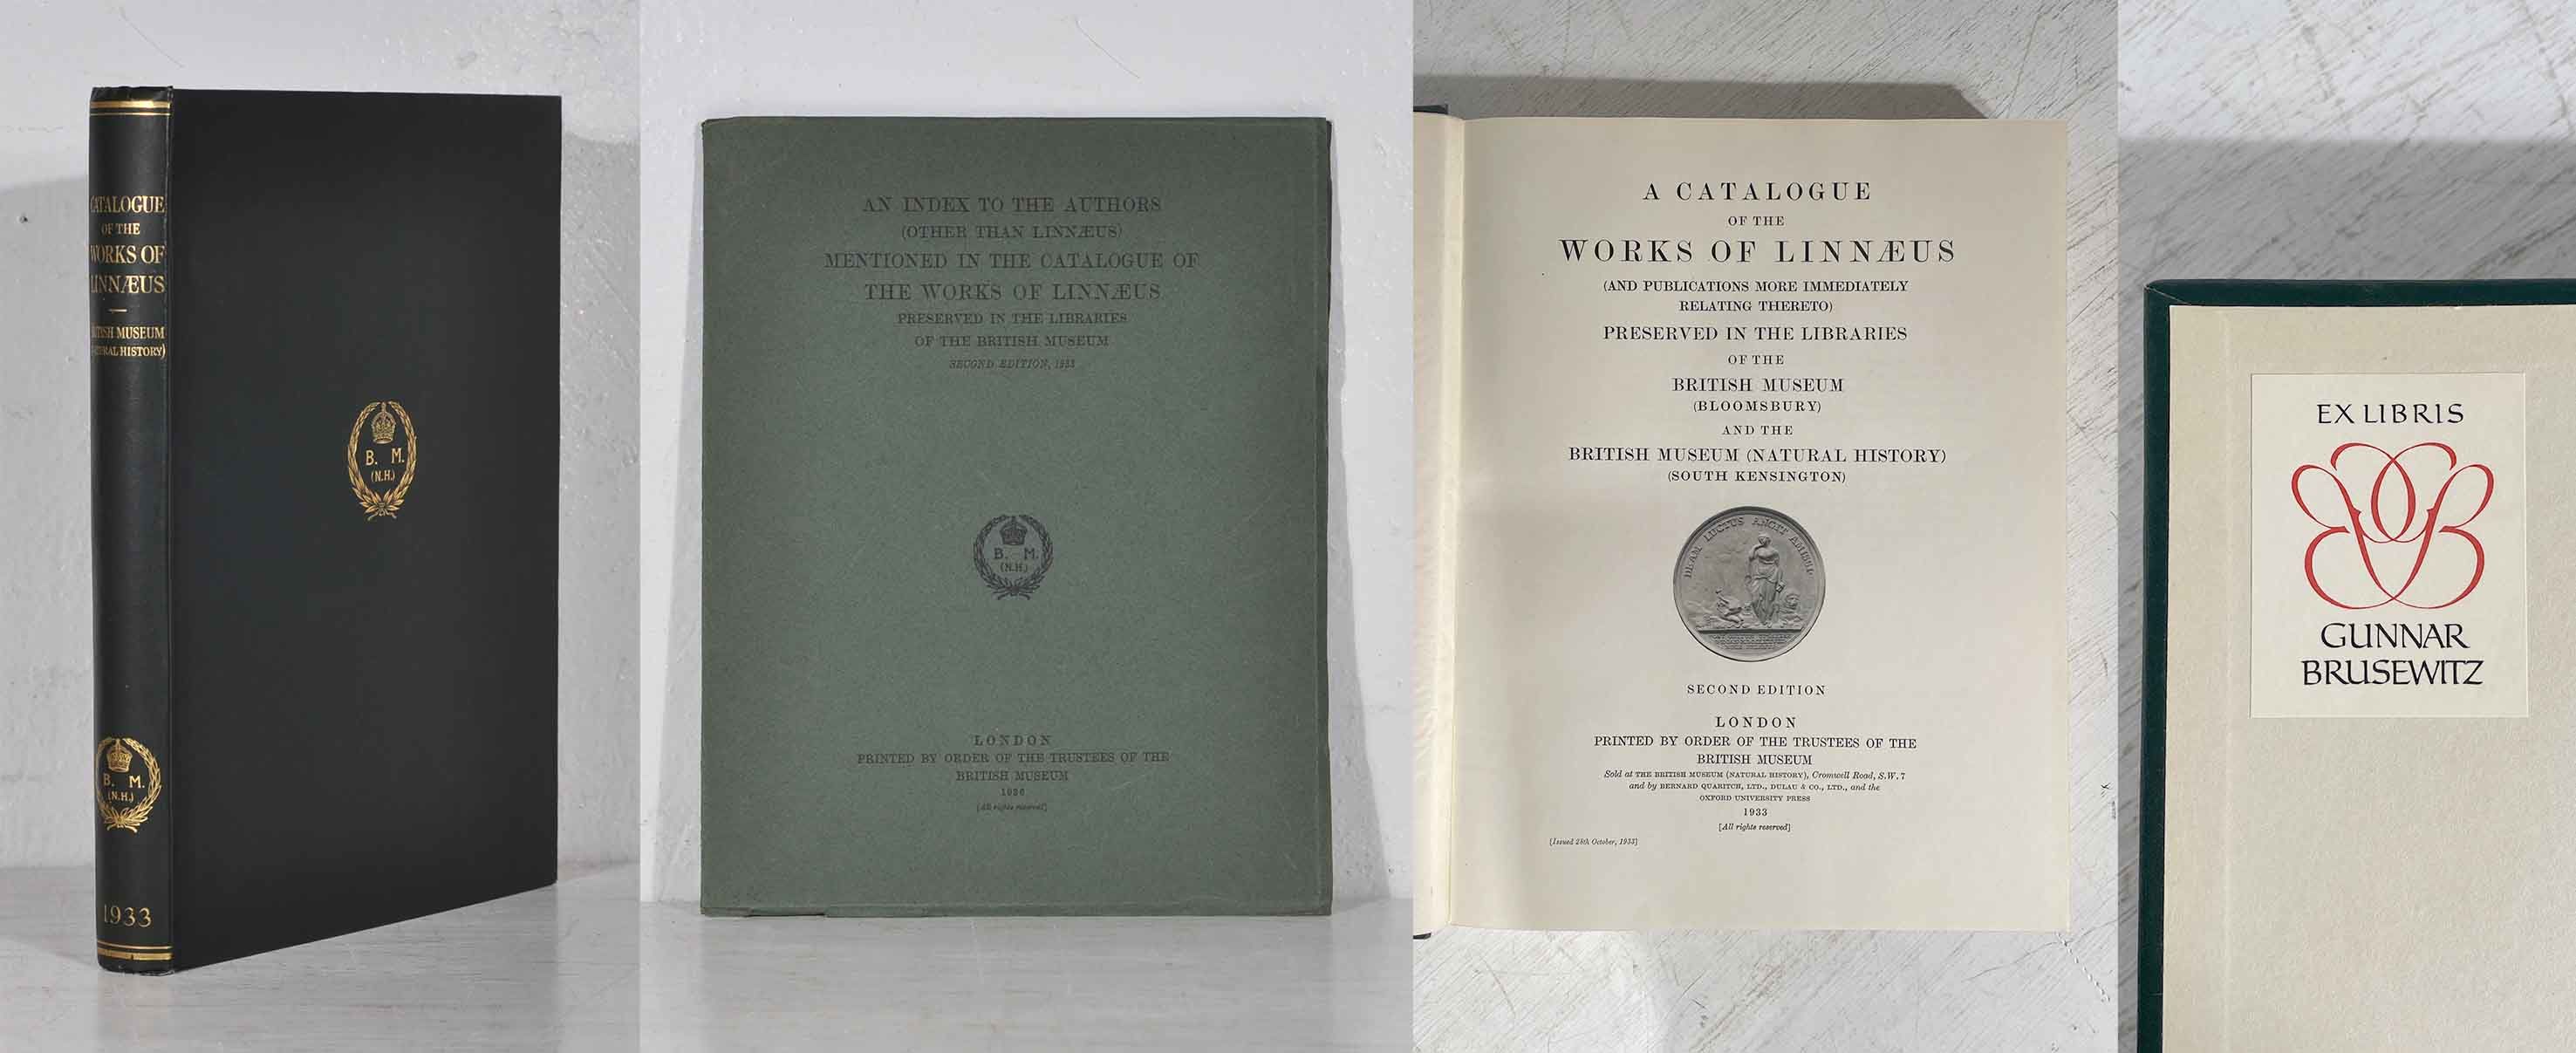 CATALOGUE
OF THE
WORKS OF
LINNÆUS
BRITISH MUSEUM
(NATURAL HISTORY)
B. M.
(N.H.)
1933
B. M.
(N.H.)
AN INDEX TO THE AUTHORS
(OTHER THAN LINNÆUS)
MENTIONED IN THE CATALOGUE OF
THE WORKS OF LINNÆUS
PRESERVED IN THE LIBRARIES
OF THE BRITISH MUSEUM
SECOND EDITION, 1933
B. M.
(N.H.)
LONDON
PRINTED BY ORDER OF THE TRUSTEES OF THE
BRITISH MUSEUM
1936
[All rights reserved]
A CATALOGUE
OF THE
WORKS OF LINNÆUS
(AND PUBLICATIONS MORE IMMEDIATELY
RELATING THERETO)
PRESERVED IN THE LIBRARIES
OF THE
BRITISH MUSEUM
(BLOOMSBURY)
AND THE
BRITISH MUSEUM (NATURAL HISTORY)
(SOUTH KENSINGTON)
DEAM LUCTUS ANGIT AMISSI
SECOND EDITION
LONDON
PRINTED BY ORDER OF THE TRUSTEES OF THE
BRITISH MUSEUM
Sold at THE BRITISH MUSEUM (NATURAL HISTORY), Cromwell Road, S.W. 7
and by BERNARD QUARITCH, LTD., DULAU & CO., LTD., and the
OXFORD UNIVERSITY PRESS
1933
[All rights reserved]
[Issued 28th October, 1933]
EX LIBRIS
GUNNAR
BRUSEWITZ